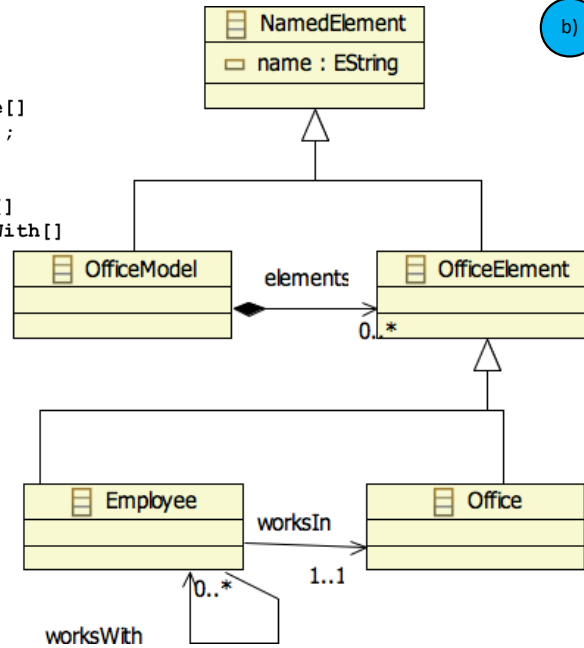 NamedElement
b)
name : EString
e[]
;
[]
With[]
OfficeModel
elements
OfficeElement
0..*
Employee
worksIn
Office
1..1
0..*
worksWith